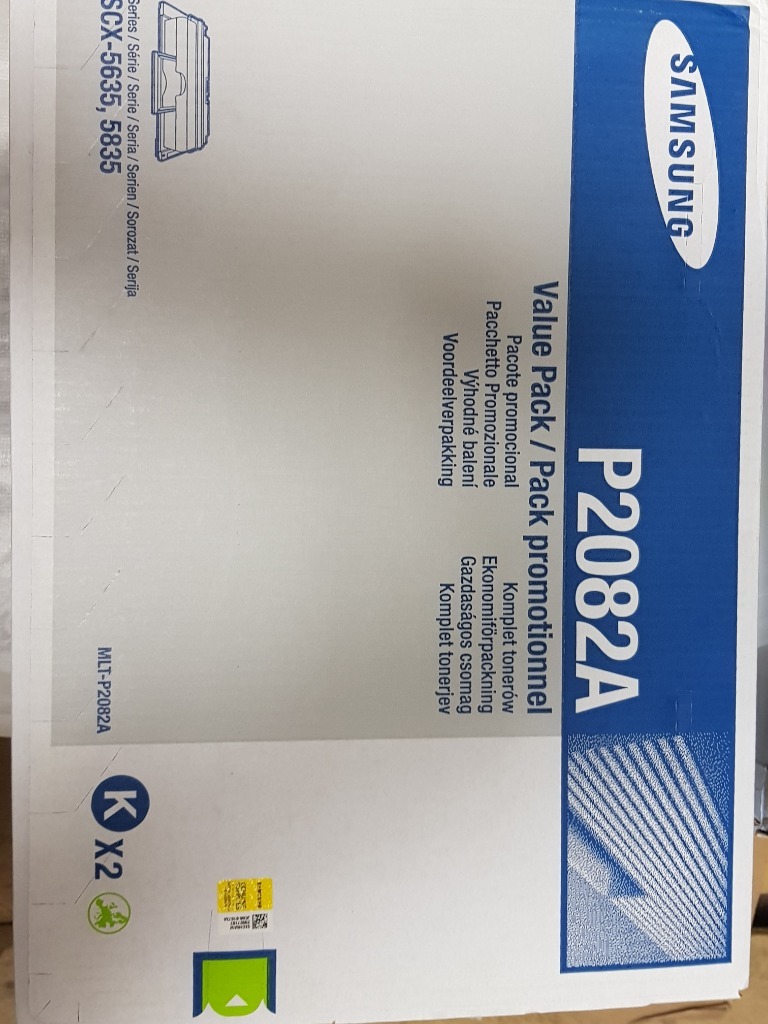 SAMSUNG
P2082A
Value Pack / Pack promotionnel
Pacote promocional
Pacchetto Promozionale
Výhodné balení
Voordeelverpakking
Komplet tonerów
Ekonomiförpackning
Gazdaságos csomag
Komplet tonerjev
Series / Série / Serie / Seria / Serien / Sorozat / Serija
SCX-5635, 5835
MLT-P2082A
K X2